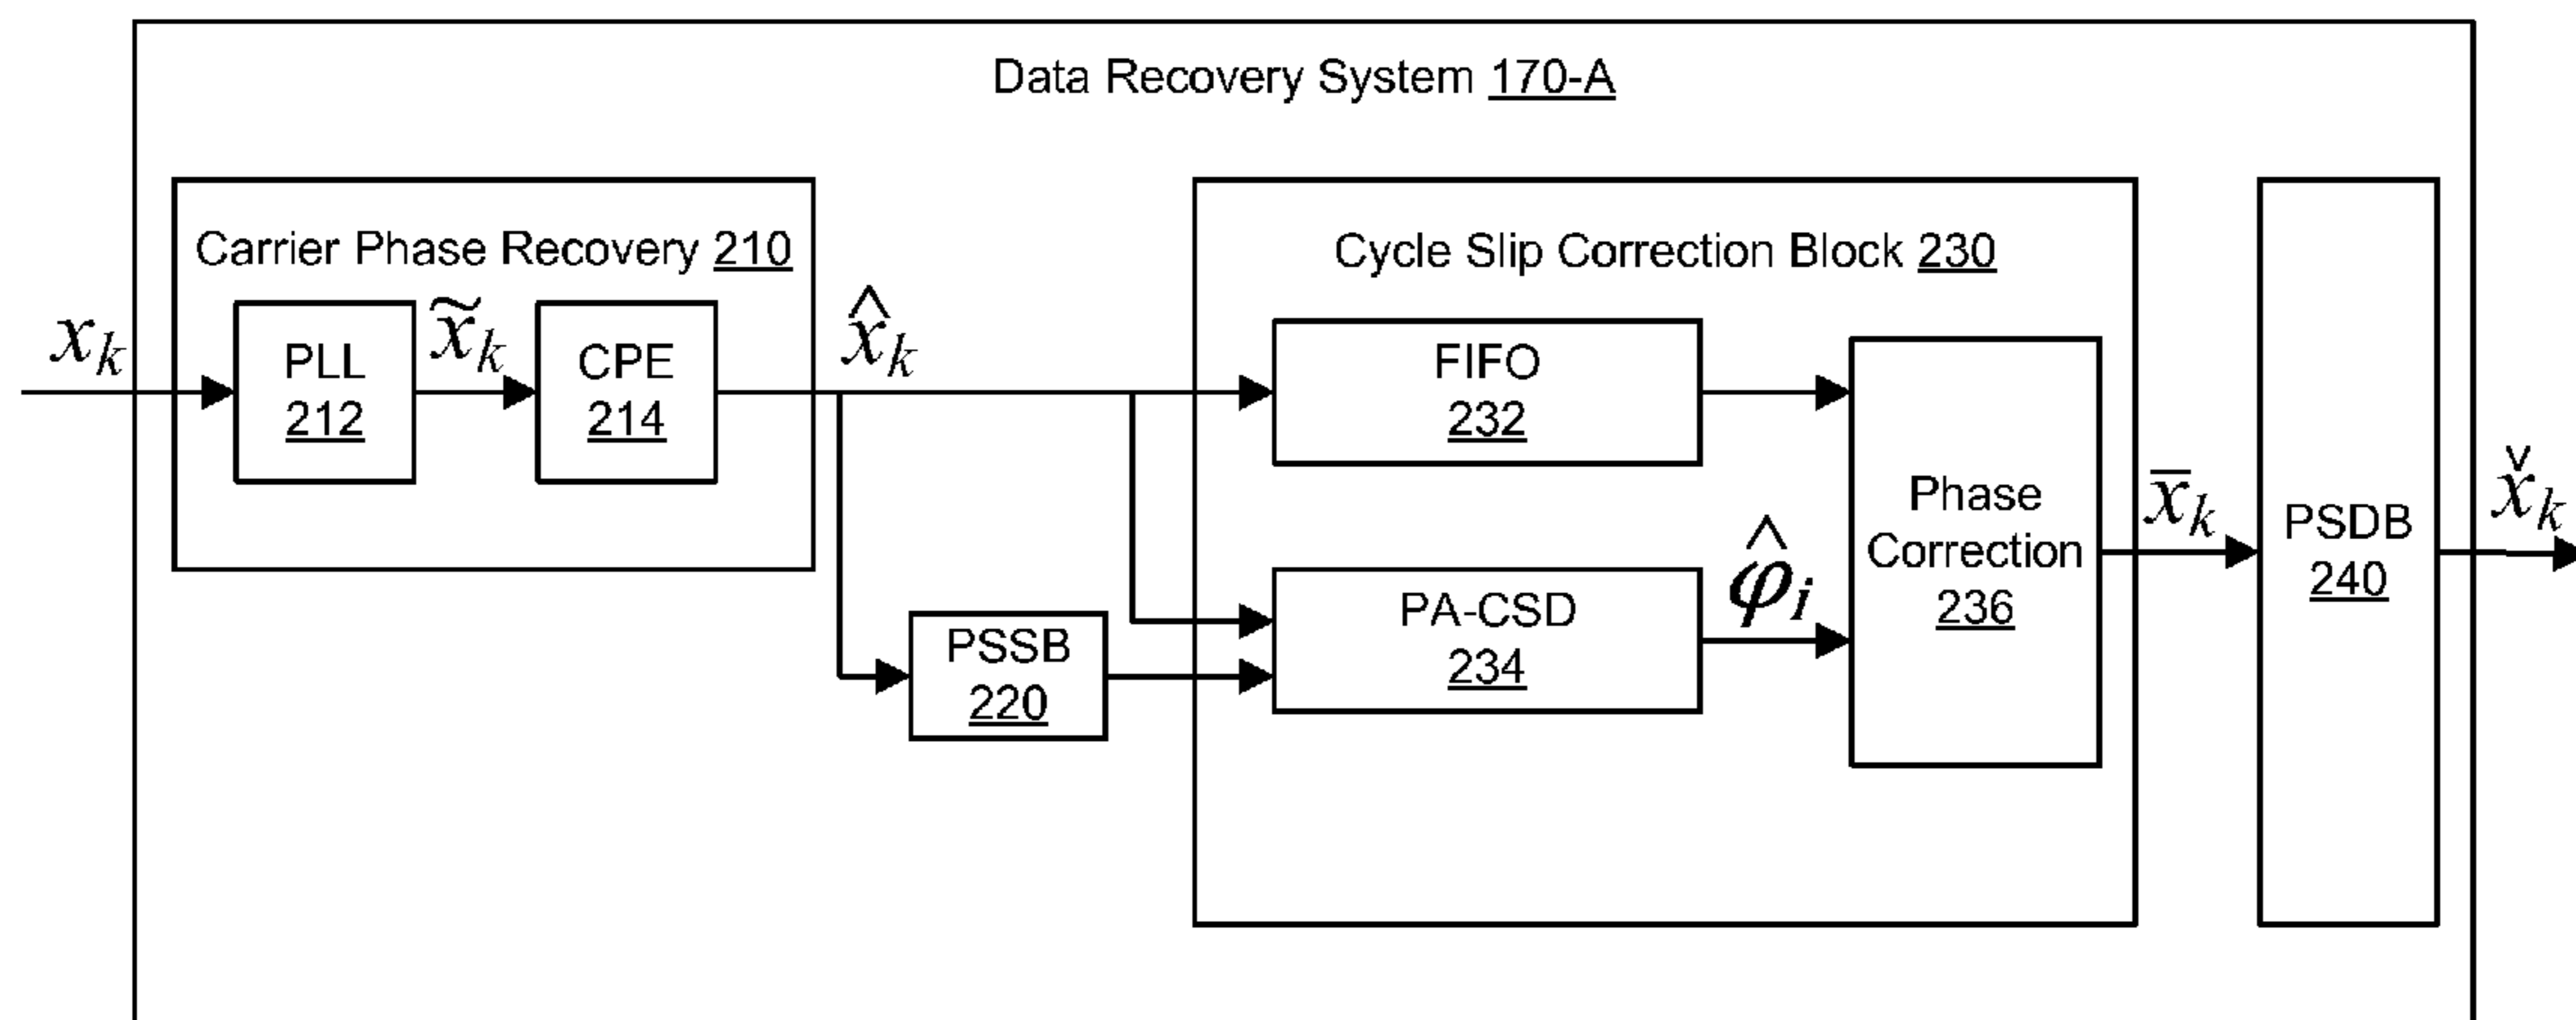 Data Recovery System 170-A
Carrier Phase Recovery 210
Cycle Slip Correction Block 230
x_k
PLL
212
x̃_k
CPE
214
x̂_k
FIFO
232
PSSB
220
PA-CSD
234
φ̂_i
Phase
Correction
236
x̄_k
PSDB
240
x̌_k